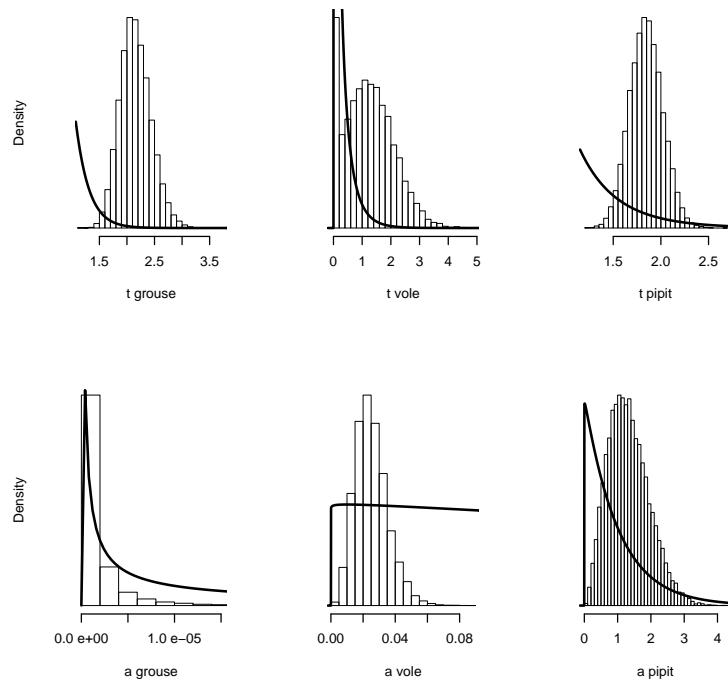 Density
1.5 2.5 3.5
t grouse
0 1 2 3 4 5
t vole
1.5 2.0 2.5
t pipit
Density
0.0 e+00 1.0 e−05
a grouse
0.00 0.04 0.08
a vole
0 1 2 3 4
a pipit